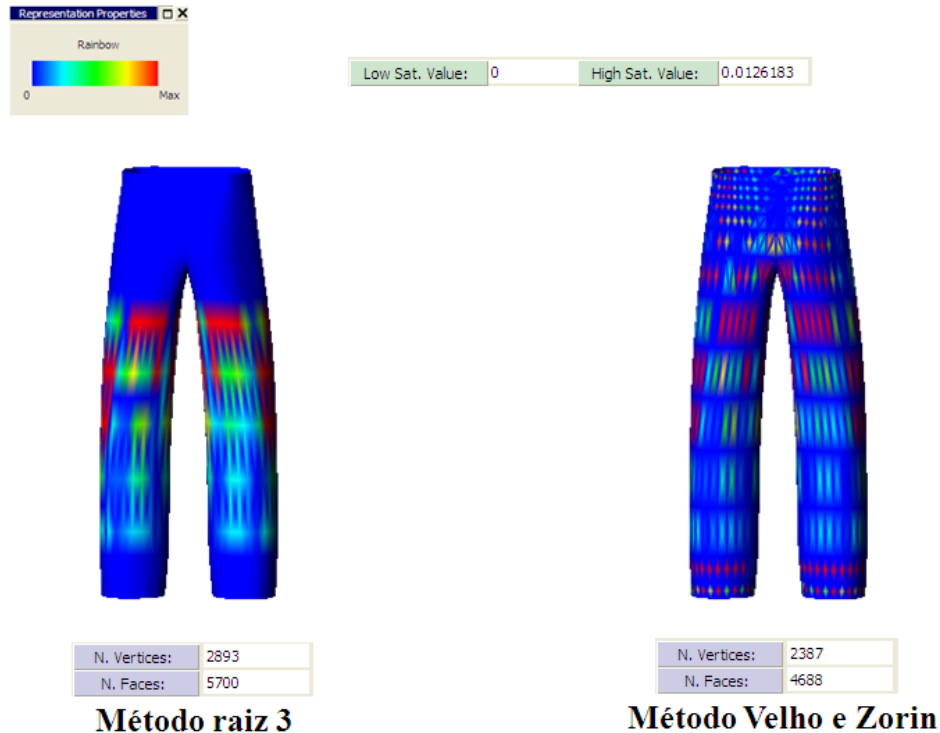 Representation Properties
Rainbow
0 Max
Low Sat. Value: 0 High Sat. Value: 0.0126183
N. Vertices: 2893
N. Faces: 5700
Método raiz 3
N. Vertices: 2387
N. Faces: 4688
Método Velho e Zorin